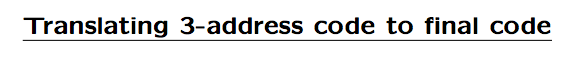 Translating 3-address code to final code